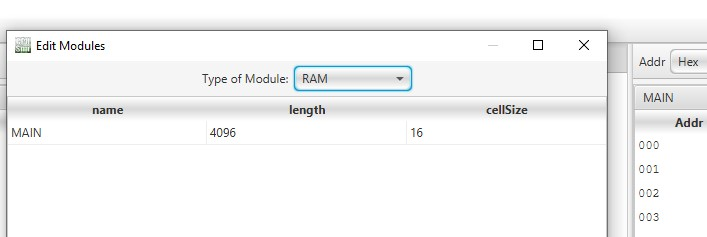 Edit Modules
Type of Module: RAM
name length cellSize
MAIN 4096 16
Addr Hex
MAIN
Addr
000
001
002
003